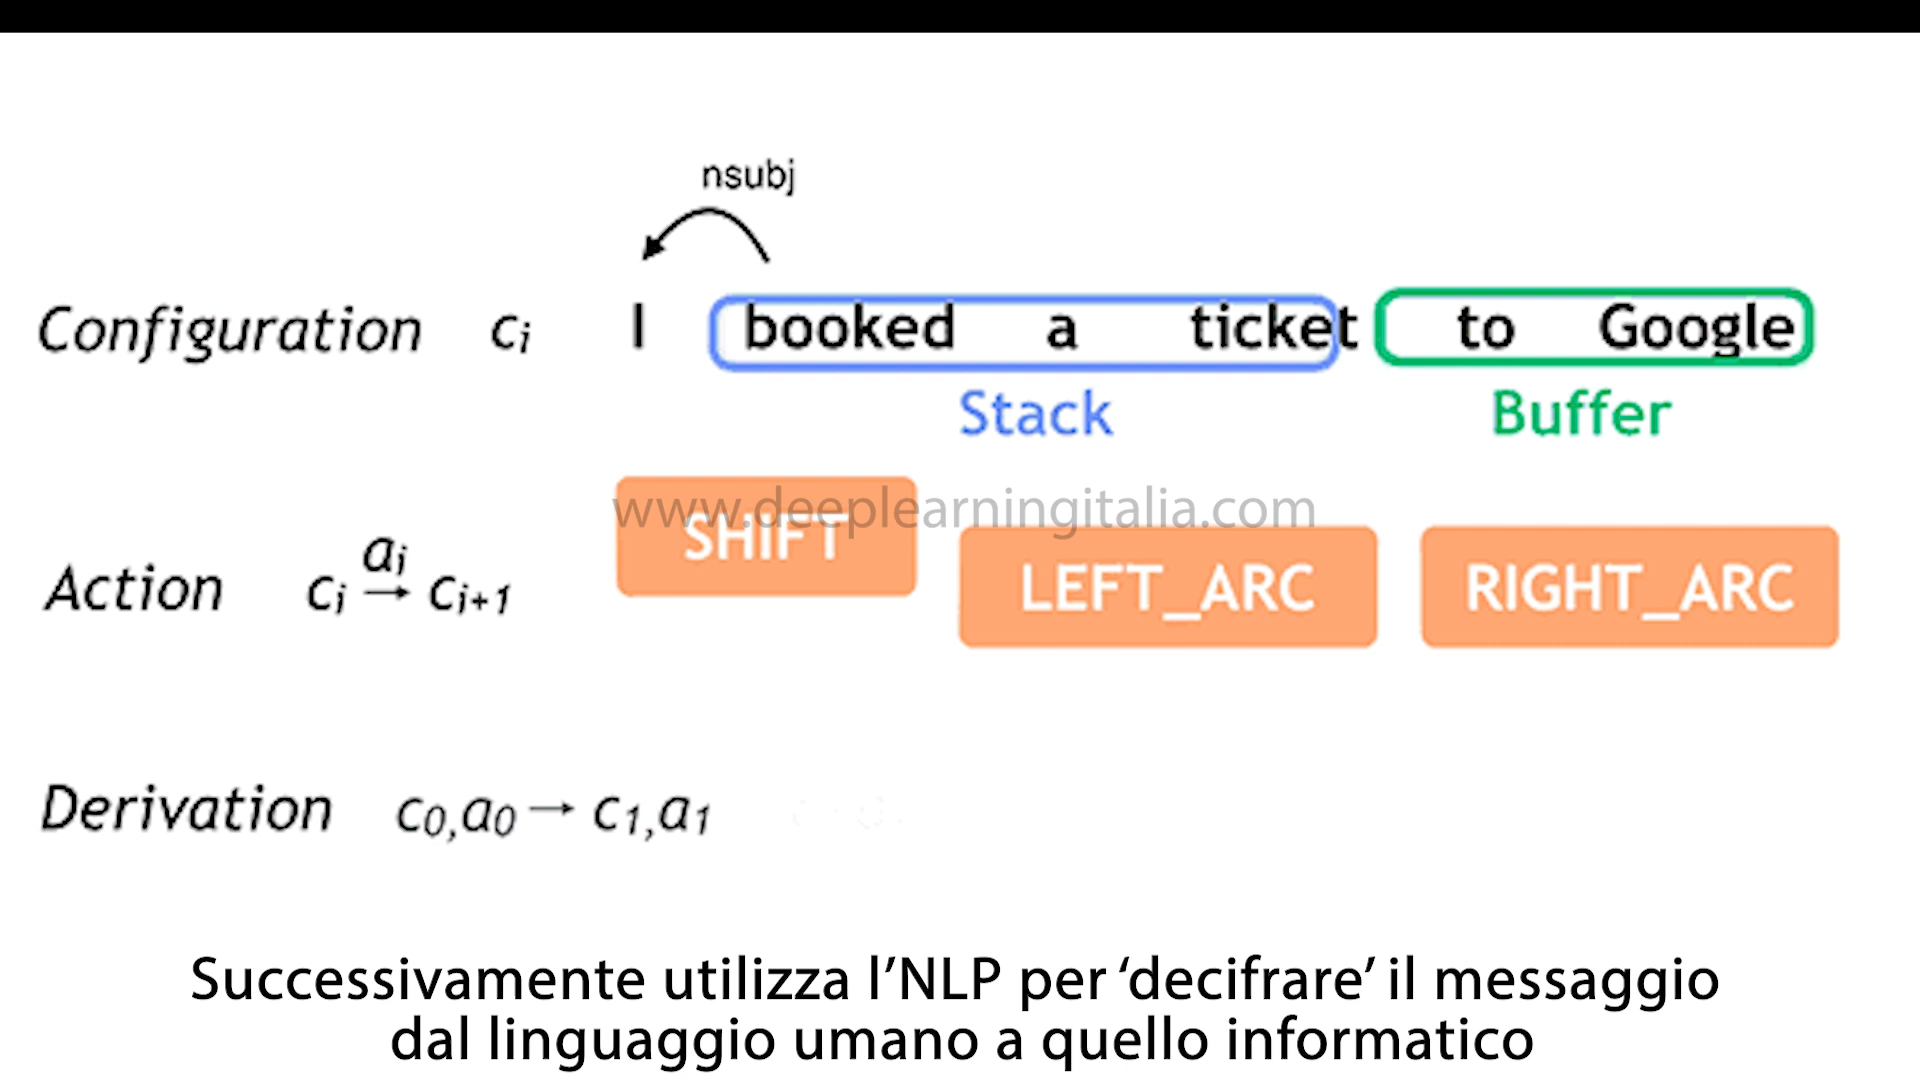 nsubj
Configuration cᵢ I booked a ticket to Google
Stack Buffer
www.deeplearningitalia.com
SHIFT
Action cᵢ →ᵃⁱ cᵢ₊₁ LEFT_ARC RIGHT_ARC
Derivation c₀,a₀ → c₁,a₁
Successivamente utilizza l’NLP per ‘decifrare’ il messaggio
dal linguaggio umano a quello informatico